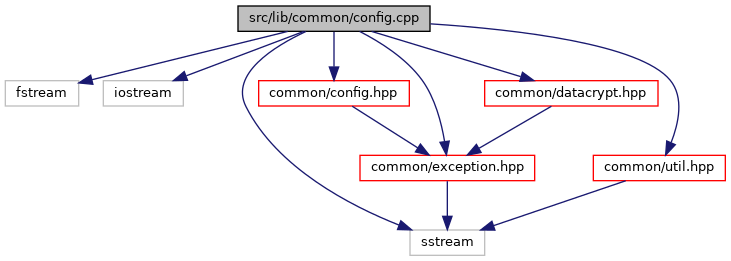 src/lib/common/config.cpp
fstream
iostream
common/config.hpp
common/datacrypt.hpp
common/exception.hpp
common/util.hpp
sstream